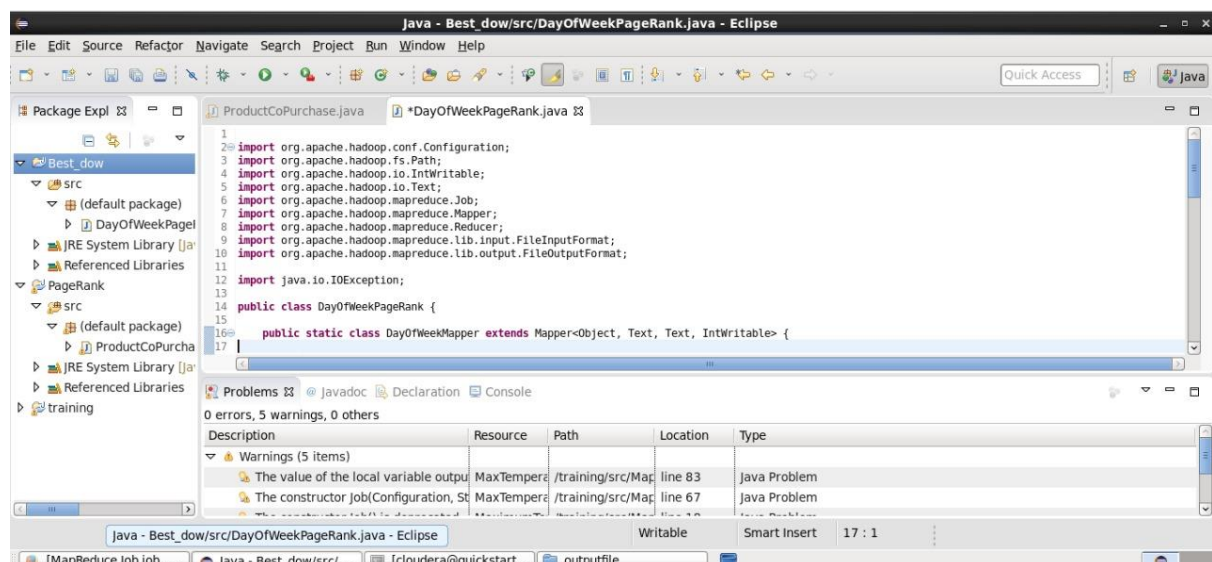 Java - Best_dow/src/DayOfWeekPageRank.java - Eclipse
File Edit Source Refactor Navigate Search Project Run Window Help
Quick Access
Java
Package Expl
ProductCoPurchase.java
*DayOfWeekPageRank.java
Best_dow
src
(default package)
DayOfWeekPageI
JRE System Library [Ja
Referenced Libraries
PageRank
src
(default package)
ProductCoPurcha
JRE System Library [Ja
Referenced Libraries
training
1
2 import org.apache.hadoop.conf.Configuration;
3 import org.apache.hadoop.fs.Path;
4 import org.apache.hadoop.io.IntWritable;
5 import org.apache.hadoop.io.Text;
6 import org.apache.hadoop.mapreduce.Job;
7 import org.apache.hadoop.mapreduce.Mapper;
8 import org.apache.hadoop.mapreduce.Reducer;
9 import org.apache.hadoop.mapreduce.lib.input.FileInputFormat;
10 import org.apache.hadoop.mapreduce.lib.output.FileOutputFormat;
11
12 import java.io.IOException;
13
14 public class DayOfWeekPageRank {
15
16 public static class DayOfWeekMapper extends Mapper<Object, Text, Text, IntWritable> {
17
Problems @ Javadoc Declaration Console
0 errors, 5 warnings, 0 others
Description Resource Path Location Type
Warnings (5 items)
The value of the local variable outpu MaxTempera /training/src/Map line 83 Java Problem
The constructor Job(Configuration, St MaxTempera /training/src/Map line 67 Java Problem
Java - Best_dow/src/DayOfWeekPageRank.java - Eclipse
Writable Smart Insert 17 : 1
[MapReduce Job job Java - Best_dow/src/ [cloudera@quickstart outputfile